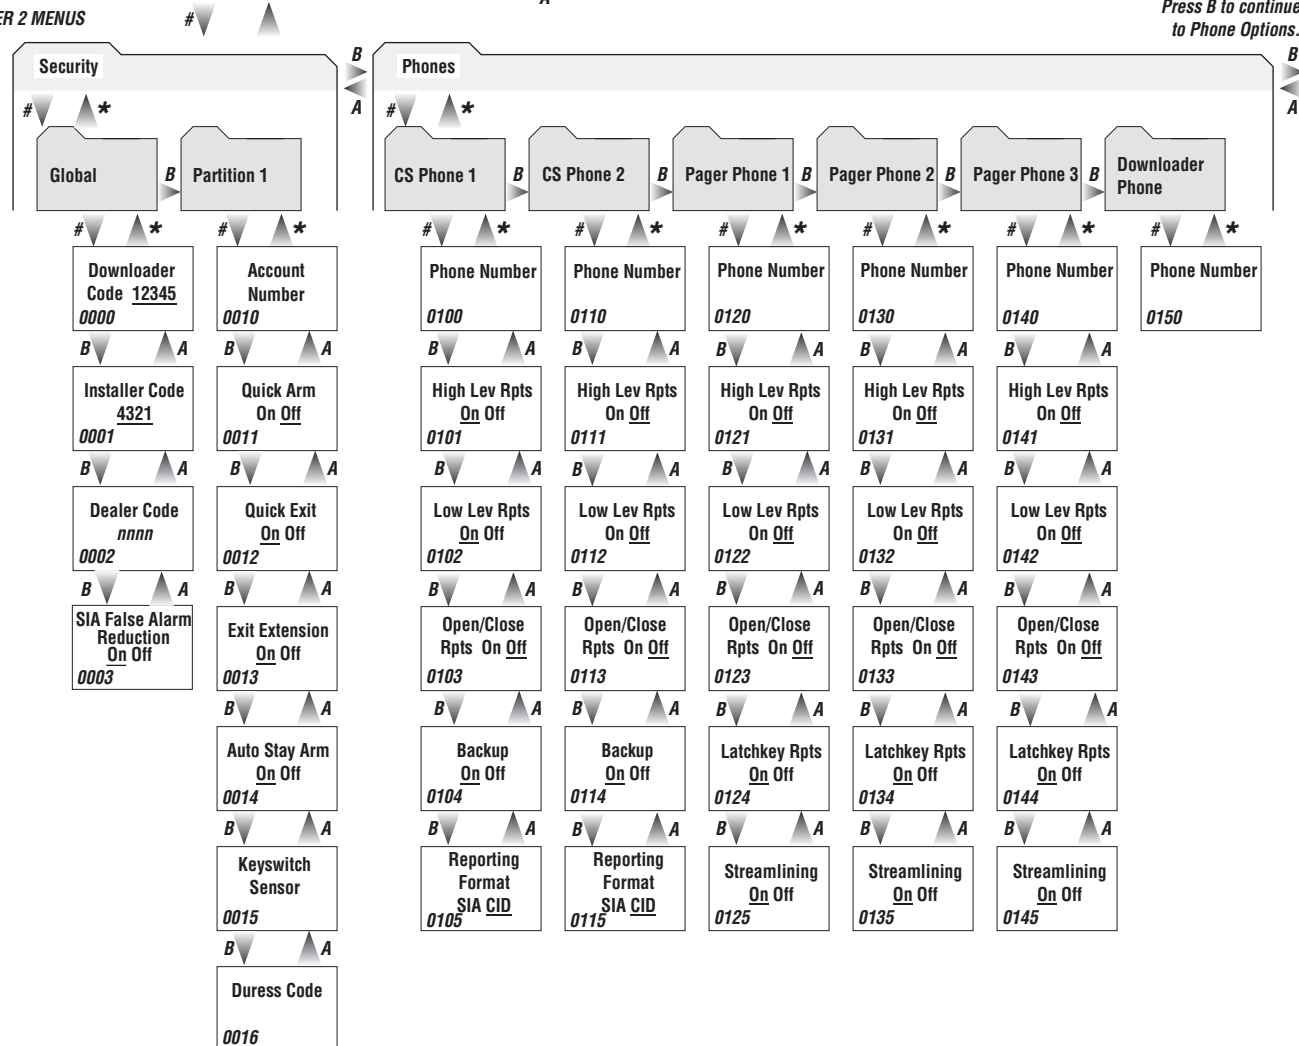 A
Press B to continue
to Phone Options.
ER 2 MENUS
#
Security
B
A
Phones
B
A
# *
# *
Global
B
Partition 1
CS Phone 1
B
CS Phone 2
B
Pager Phone 1
B
Pager Phone 2
B
Pager Phone 3
B
Downloader
Phone
# *
Downloader
Code 12345
0000
B A
Installer Code
4321
0001
B A
Dealer Code
nnnn
0002
B A
SIA False Alarm
Reduction
On Off
0003
# *
Account
Number
0010
B A
Quick Arm
On Off
0011
B A
Quick Exit
On Off
0012
B A
Exit Extension
On Off
0013
B A
Auto Stay Arm
On Off
0014
B A
Keyswitch
Sensor
0015
B A
Duress Code
0016
# *
Phone Number
0100
B A
High Lev Rpts
On Off
0101
B A
Low Lev Rpts
On Off
0102
B A
Open/Close
Rpts On Off
0103
B A
Backup
On Off
0104
B A
Reporting
Format
SIA CID
0105
# *
Phone Number
0110
B A
High Lev Rpts
On Off
0111
B A
Low Lev Rpts
On Off
0112
B A
Open/Close
Rpts On Off
0113
B A
Backup
On Off
0114
B A
Reporting
Format
SIA CID
0115
# *
Phone Number
0120
B A
High Lev Rpts
On Off
0121
B A
Low Lev Rpts
On Off
0122
B A
Open/Close
Rpts On Off
0123
B A
Latchkey Rpts
On Off
0124
B A
Streamlining
On Off
0125
# *
Phone Number
0130
B A
High Lev Rpts
On Off
0131
B A
Low Lev Rpts
On Off
0132
B A
Open/Close
Rpts On Off
0133
B A
Latchkey Rpts
On Off
0134
B A
Streamlining
On Off
0135
# *
Phone Number
0140
B A
High Lev Rpts
On Off
0141
B A
Low Lev Rpts
On Off
0142
B A
Open/Close
Rpts On Off
0143
B A
Latchkey Rpts
On Off
0144
B A
Streamlining
On Off
0145
# *
Phone Number
0150